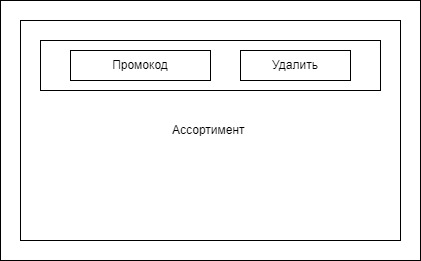 Промокод
Удалить
Ассортимент